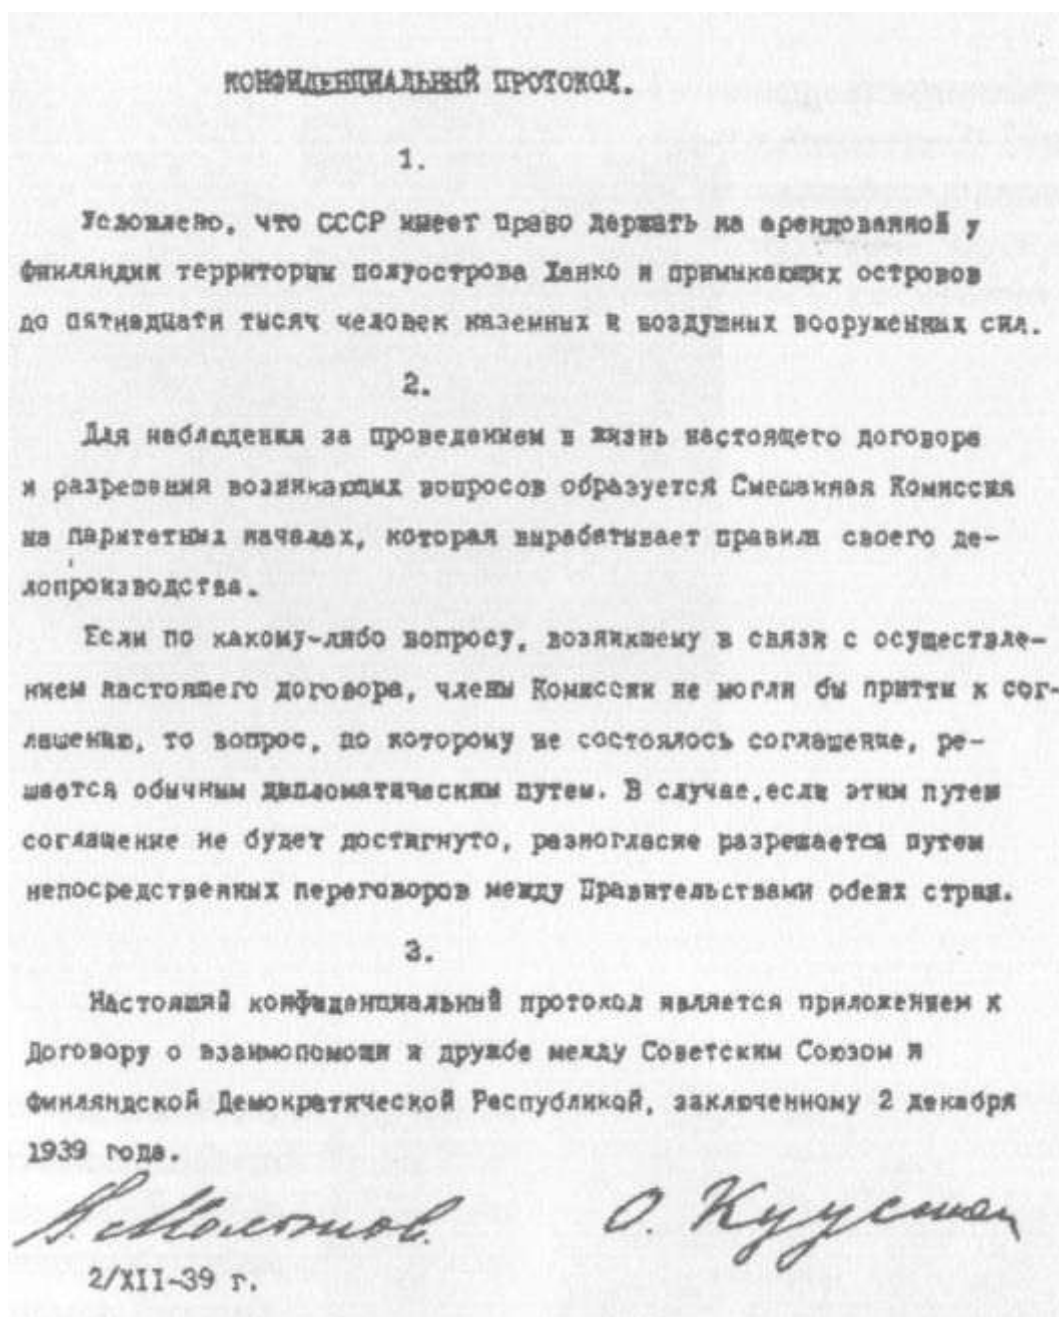 КОНФИДЕНЦИАЛЬНЫЙ ПРОТОКОЛ.
1.
Условлено, что СССР имеет право держать на арендованной у
Финляндии территории полуострова Ханко и примыкающих островов
до пятнадцати тысяч человек наземных и воздушных вооруженных сил.
2.
Для наблюдения за проведением в жизнь настоящего договора
и разрешения возникающих вопросов образуется Смешанная Комиссия
на паритетных началах, которая вырабатывает правила своего де-
лопроизводства.
Если по какому-либо вопросу, возникшему в связи с осуществле-
нием настоящего договора, члены Комиссии не могли бы притти к сог-
лашению, то вопрос, по которому не состоялось соглашение, ре-
шается обычным дипломатическим путем. В случае,если этим путем
соглашение не будет достигнуто, разногласие разрешается путем
непосредственных переговоров между Правительствами обеих стран.
3.
Настоящий конфиденциальный протокол является приложением к
Договору о взаимопомощи и дружбе между Советским Союзом и
Финляндской Демократической Республикой, заключенному 2 декабря
1939 года.
В. Молотов. О. Куусинен
2/XII-39 г.